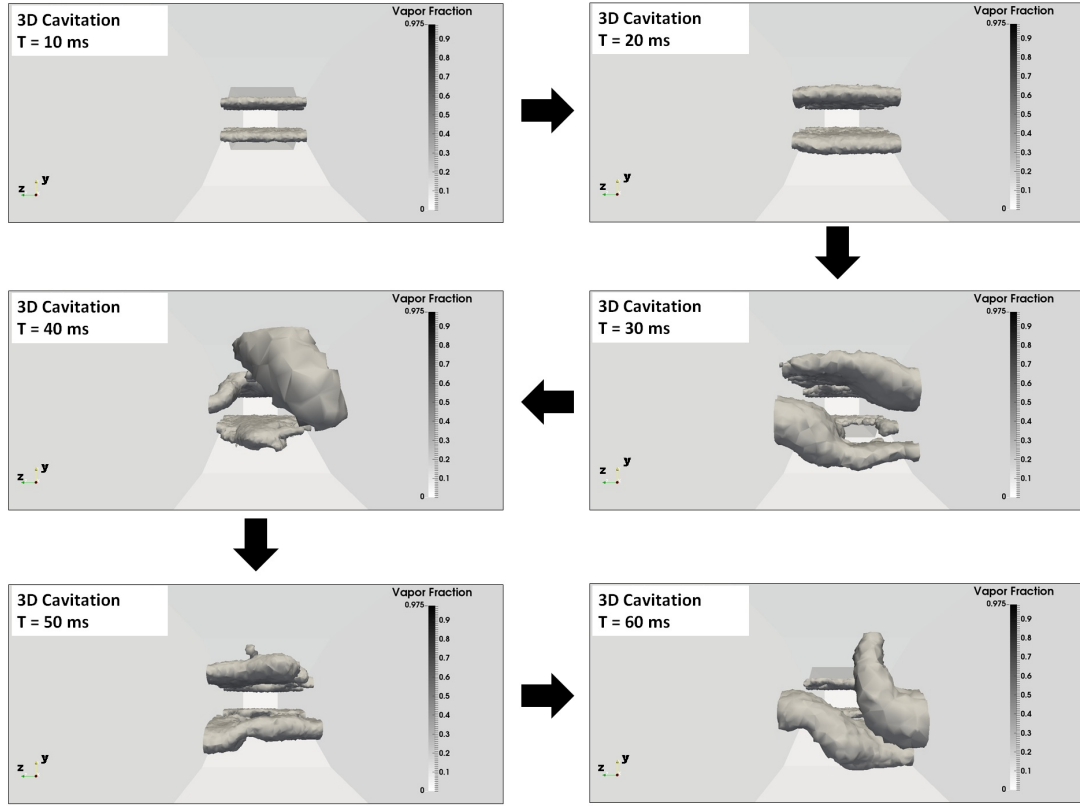 3D Cavitation
T = 10 ms
Vapor Fraction
0.975
0.9
0.8
0.7
0.6
0.5
0.4
0.3
0.2
0.1
0
y
z
3D Cavitation
T = 20 ms
Vapor Fraction
0.975
0.9
0.8
0.7
0.6
0.5
0.4
0.3
0.2
0.1
0
y
z
3D Cavitation
T = 40 ms
Vapor Fraction
0.975
0.9
0.8
0.7
0.6
0.5
0.4
0.3
0.2
0.1
0
y
z
3D Cavitation
T = 30 ms
Vapor Fraction
0.975
0.9
0.8
0.7
0.6
0.5
0.4
0.3
0.2
0.1
0
y
z
3D Cavitation
T = 50 ms
Vapor Fraction
0.975
0.9
0.8
0.7
0.6
0.5
0.4
0.3
0.2
0.1
y
z
3D Cavitation
T = 60 ms
Vapor Fraction
0.975
0.9
0.8
0.7
0.6
0.5
0.4
0.3
0.2
0.1
0
y
z